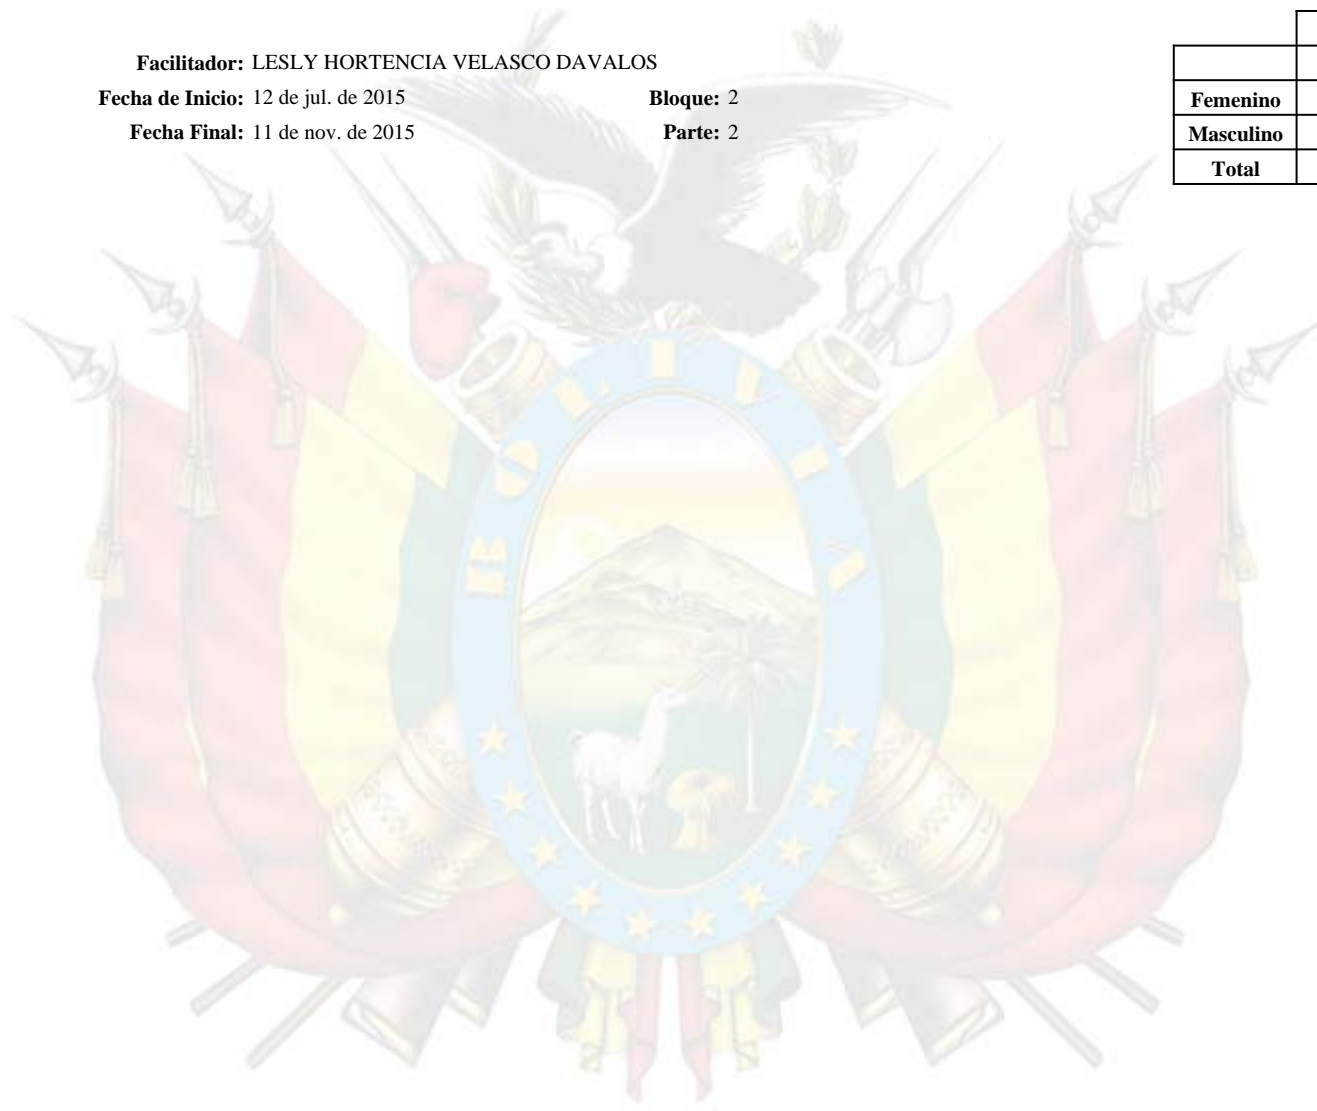 Facilitador: LESLY HORTENCIA VELASCO DAVALOS
Fecha de Inicio: 12 de jul. de 2015 Bloque: 2
Fecha Final: 11 de nov. de 2015 Parte: 2
Femenino
Masculino
Total
BOLIVIA